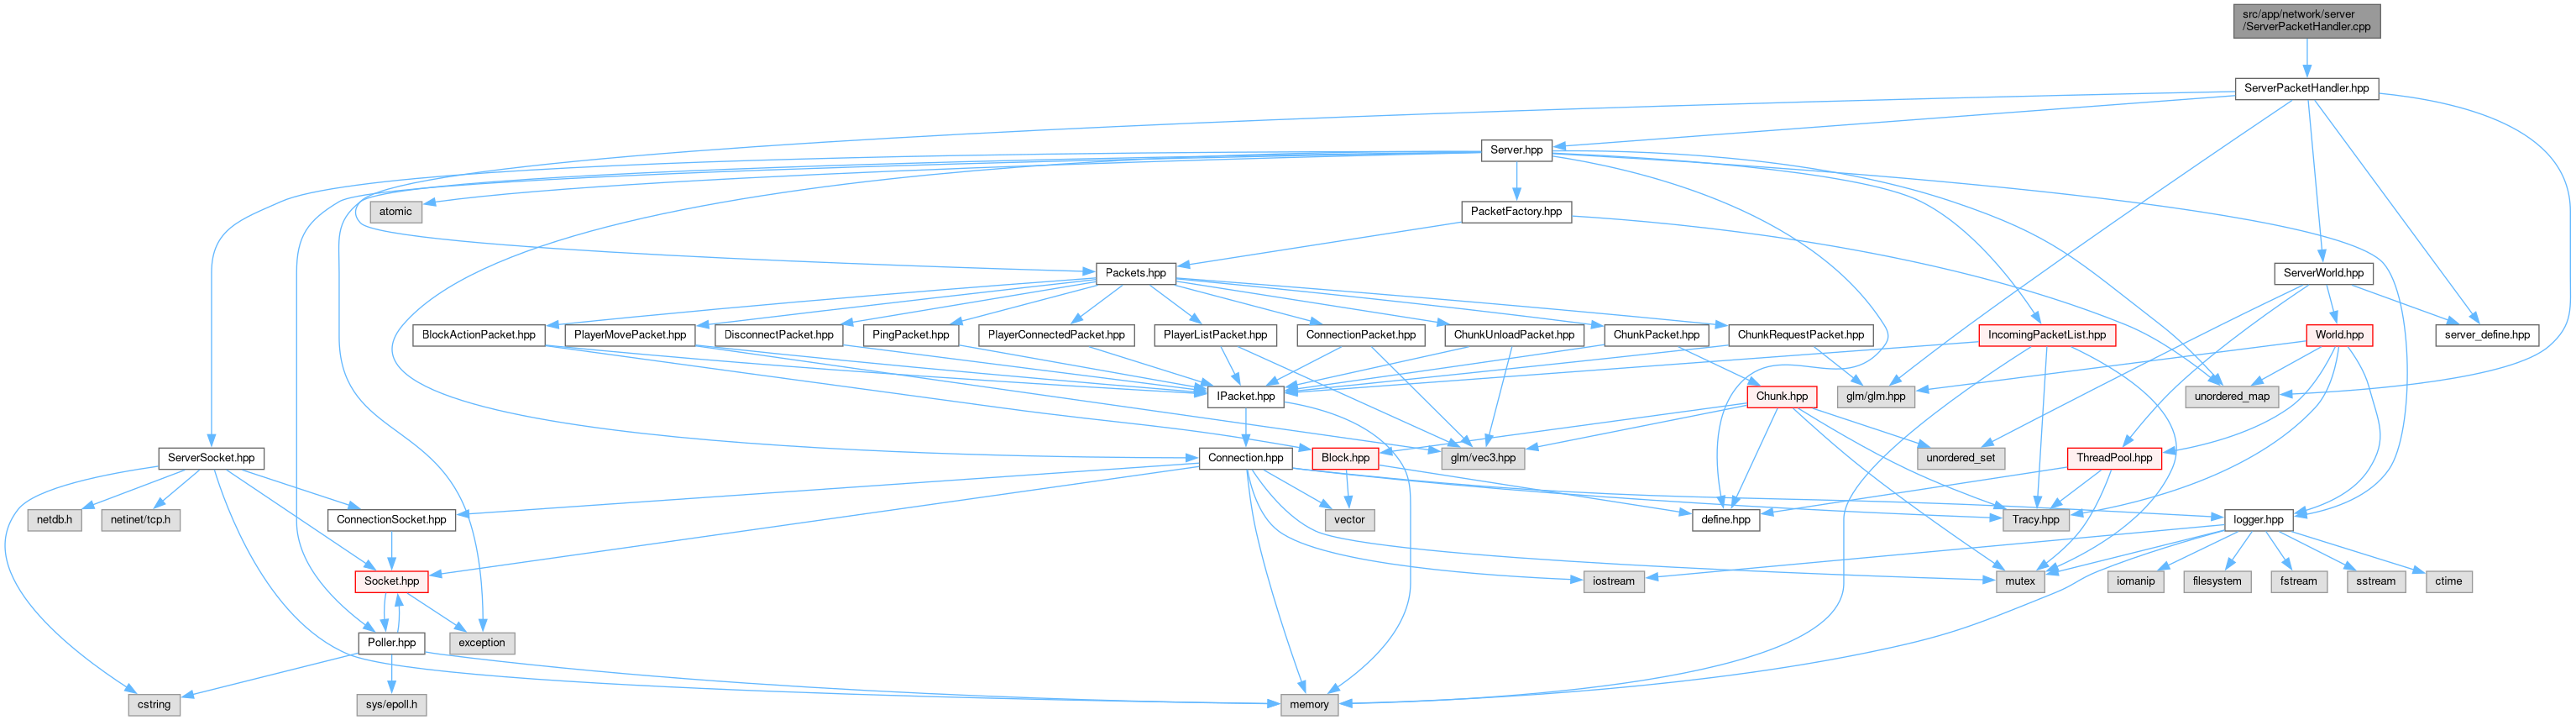 src/app/network/server
/ServerPacketHandler.cpp
ServerPacketHandler.hpp
Server.hpp
atomic
PacketFactory.hpp
Packets.hpp
ServerWorld.hpp
BlockActionPacket.hpp
PlayerMovePacket.hpp
DisconnectPacket.hpp
PingPacket.hpp
PlayerConnectedPacket.hpp
PlayerListPacket.hpp
ConnectionPacket.hpp
ChunkUnloadPacket.hpp
ChunkPacket.hpp
ChunkRequestPacket.hpp
IncomingPacketList.hpp
World.hpp
server_define.hpp
IPacket.hpp
Chunk.hpp
glm/glm.hpp
unordered_map
ServerSocket.hpp
Connection.hpp
Block.hpp
glm/vec3.hpp
unordered_set
ThreadPool.hpp
netdb.h
netinet/tcp.h
ConnectionSocket.hpp
vector
define.hpp
Tracy.hpp
logger.hpp
Socket.hpp
iostream
mutex
iomanip
filesystem
fstream
sstream
ctime
Poller.hpp
exception
cstring
sys/epoll.h
memory